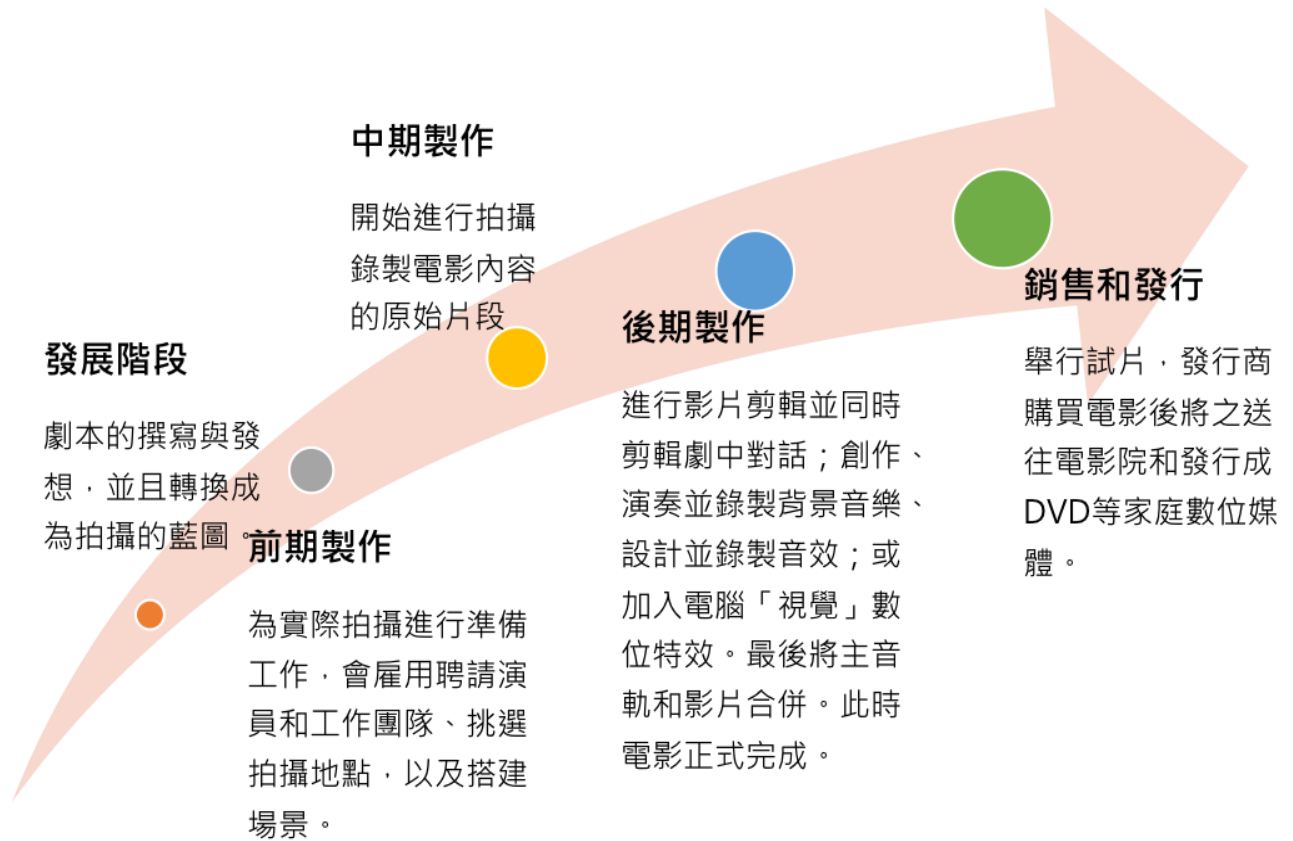 發展階段
劇本的撰寫與發
想，並且轉換成
為拍攝的藍圖。
前期製作
為實際拍攝進行準備
工作，會雇用聘請演
員和工作團隊、挑選
拍攝地點，以及搭建
場景。
中期製作
開始進行拍攝
錄製電影內容
的原始片段
後期製作
進行影片剪輯並同時
剪輯劇中對話；創作、
演奏並錄製背景音樂、
設計並錄製音效；或
加入電腦「視覺」數
位特效。最後將主音
軌和影片合併。此時
電影正式完成。
銷售和發行
舉行試片，發行商
購買電影後將之送
往電影院和發行成
DVD等家庭數位媒
體。